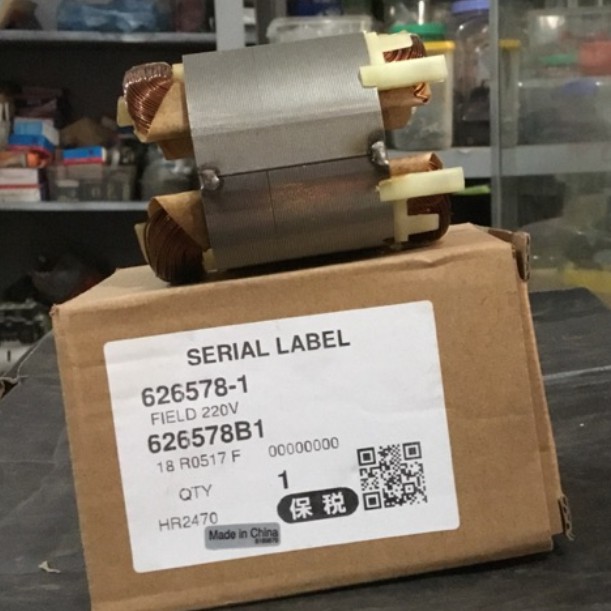 SERIAL LABEL
626578-1
FIELD 220V
626578B1
18 R0517 F 00000000
QTY 1
保税
HR2470
Made in China